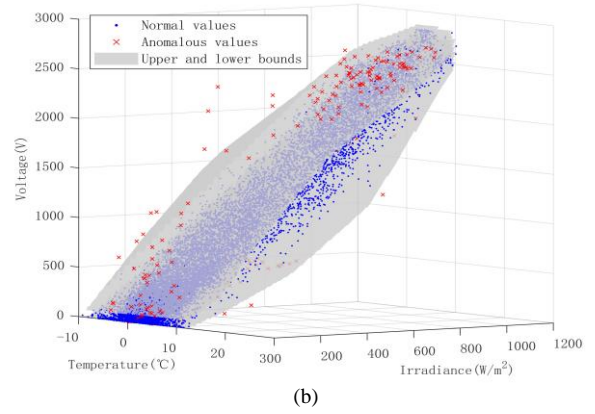 Normal values
Anomalous values
Upper and lower bounds
3000
2500
2000
1500
1000
500
0
Voltage(V)
-10
0
10
20
30
Temperature(℃)
0
200
400
600
800
1000
1200
Irradiance(W/m²)
(b)